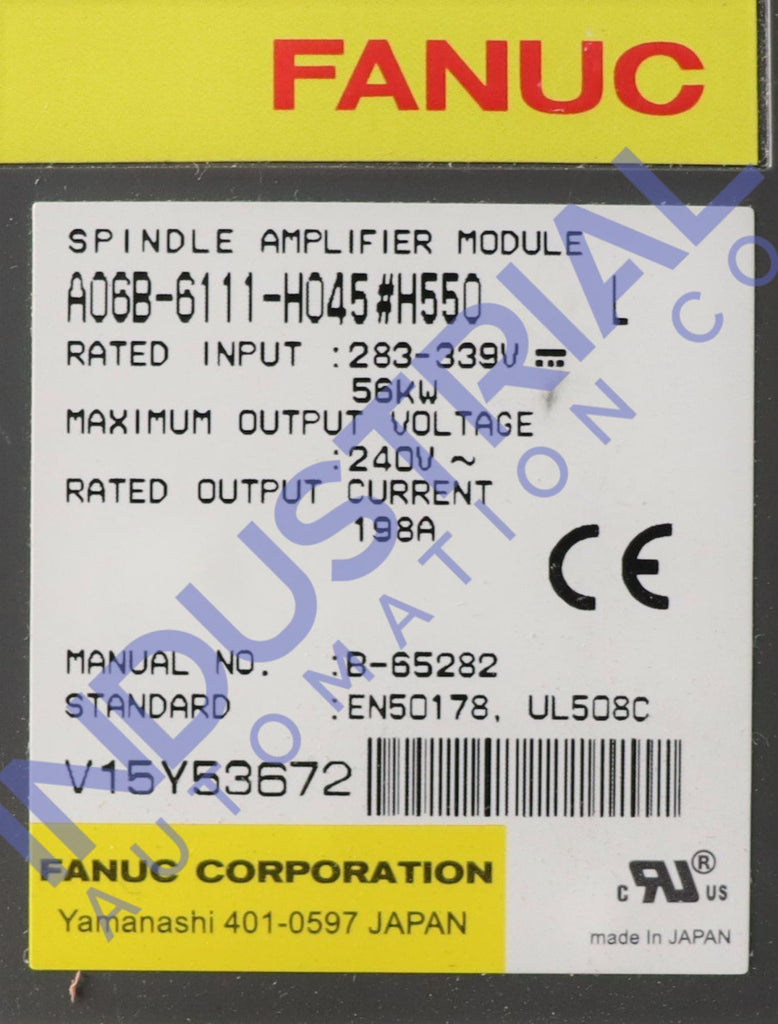 FANUC
SPINDLE AMPLIFIER MODULE
A06B-6111-H045#H550 L
RATED INPUT :283-339V ⎓
56KW
MAXIMUM OUTPUT VOLTAGE
:240V ~
RATED OUTPUT CURRENT
198A
CE
MANUAL NO. :B-65282
STANDARD :EN50178, UL508C
V15Y53672
FANUC CORPORATION
Yamanashi 401-0597 JAPAN
c RU ® US
made In JAPAN
INDUSTRIAL
AUTOMATION CO